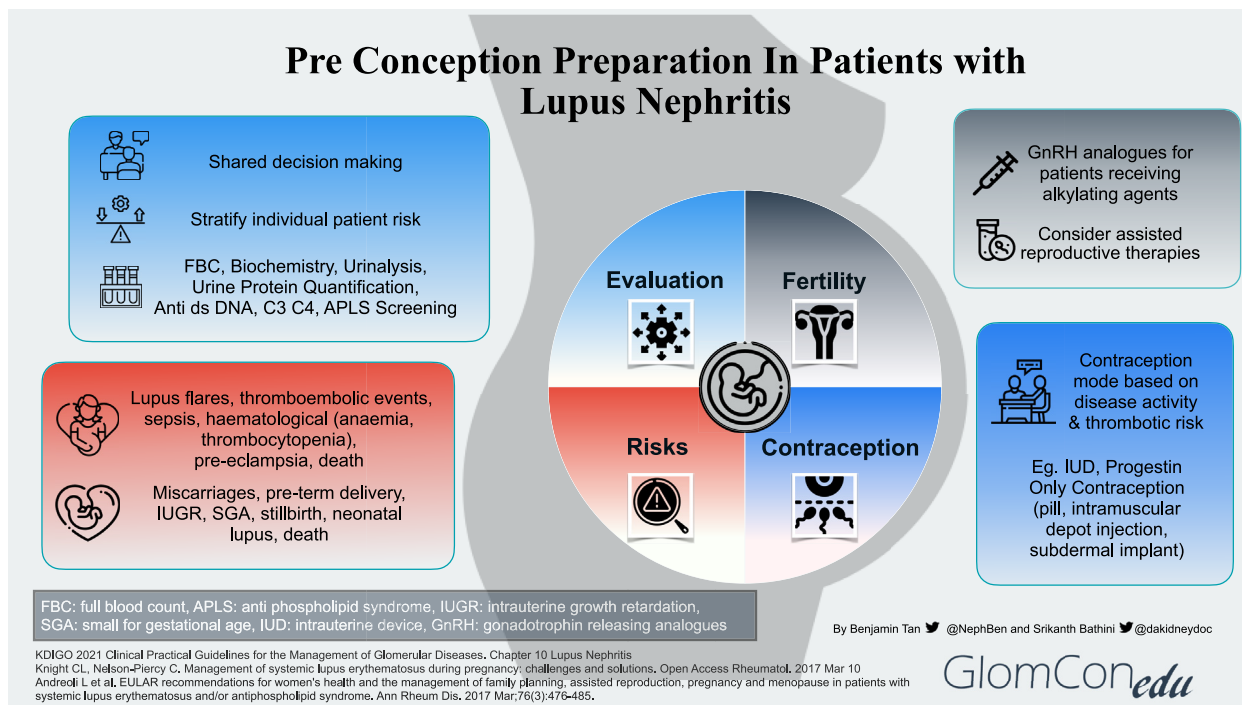 Pre Conception Preparation In Patients with
Lupus Nephritis
Shared decision making
Stratify individual patient risk
FBC, Biochemistry, Urinalysis,
Urine Protein Quantification,
Anti ds DNA, C3 C4, APLS Screening
Lupus flares, thromboembolic events,
sepsis, haematological (anaemia,
thrombocytopenia),
pre-eclampsia, death
Miscarriages, pre-term delivery,
IUGR, SGA, stillbirth, neonatal
lupus, death
Evaluation
Fertility
Risks
Contraception
GnRH analogues for
patients receiving
alkylating agents
Consider assisted
reproductive therapies
Contraception
mode based on
disease activity
& thrombotic risk
Eg. IUD, Progestin
Only Contraception
(pill, intramuscular
depot injection,
subdermal implant)
FBC: full blood count, APLS: anti phospholipid syndrome, IUGR: intrauterine growth retardation,
SGA: small for gestational age, IUD: intrauterine device, GnRH: gonadotrophin releasing analogues
By Benjamin Tan @NephBen and Srikanth Bathini @dakidneydoc
KDIGO 2021 Clinical Practical Guidelines for the Management of Glomerular Diseases. Chapter 10 Lupus Nephritis
Knight CL, Nelson-Piercy C. Management of systemic lupus erythematosus during pregnancy: challenges and solutions. Open Access Rheumatol. 2017 Mar 10
Andreoli L et al. EULAR recommendations for women's health and the management of family planning, assisted reproduction, pregnancy and menopause in patients with
systemic lupus erythematosus and/or antiphospholipid syndrome. Ann Rheum Dis. 2017 Mar;76(3):476-485.
GlomConedu